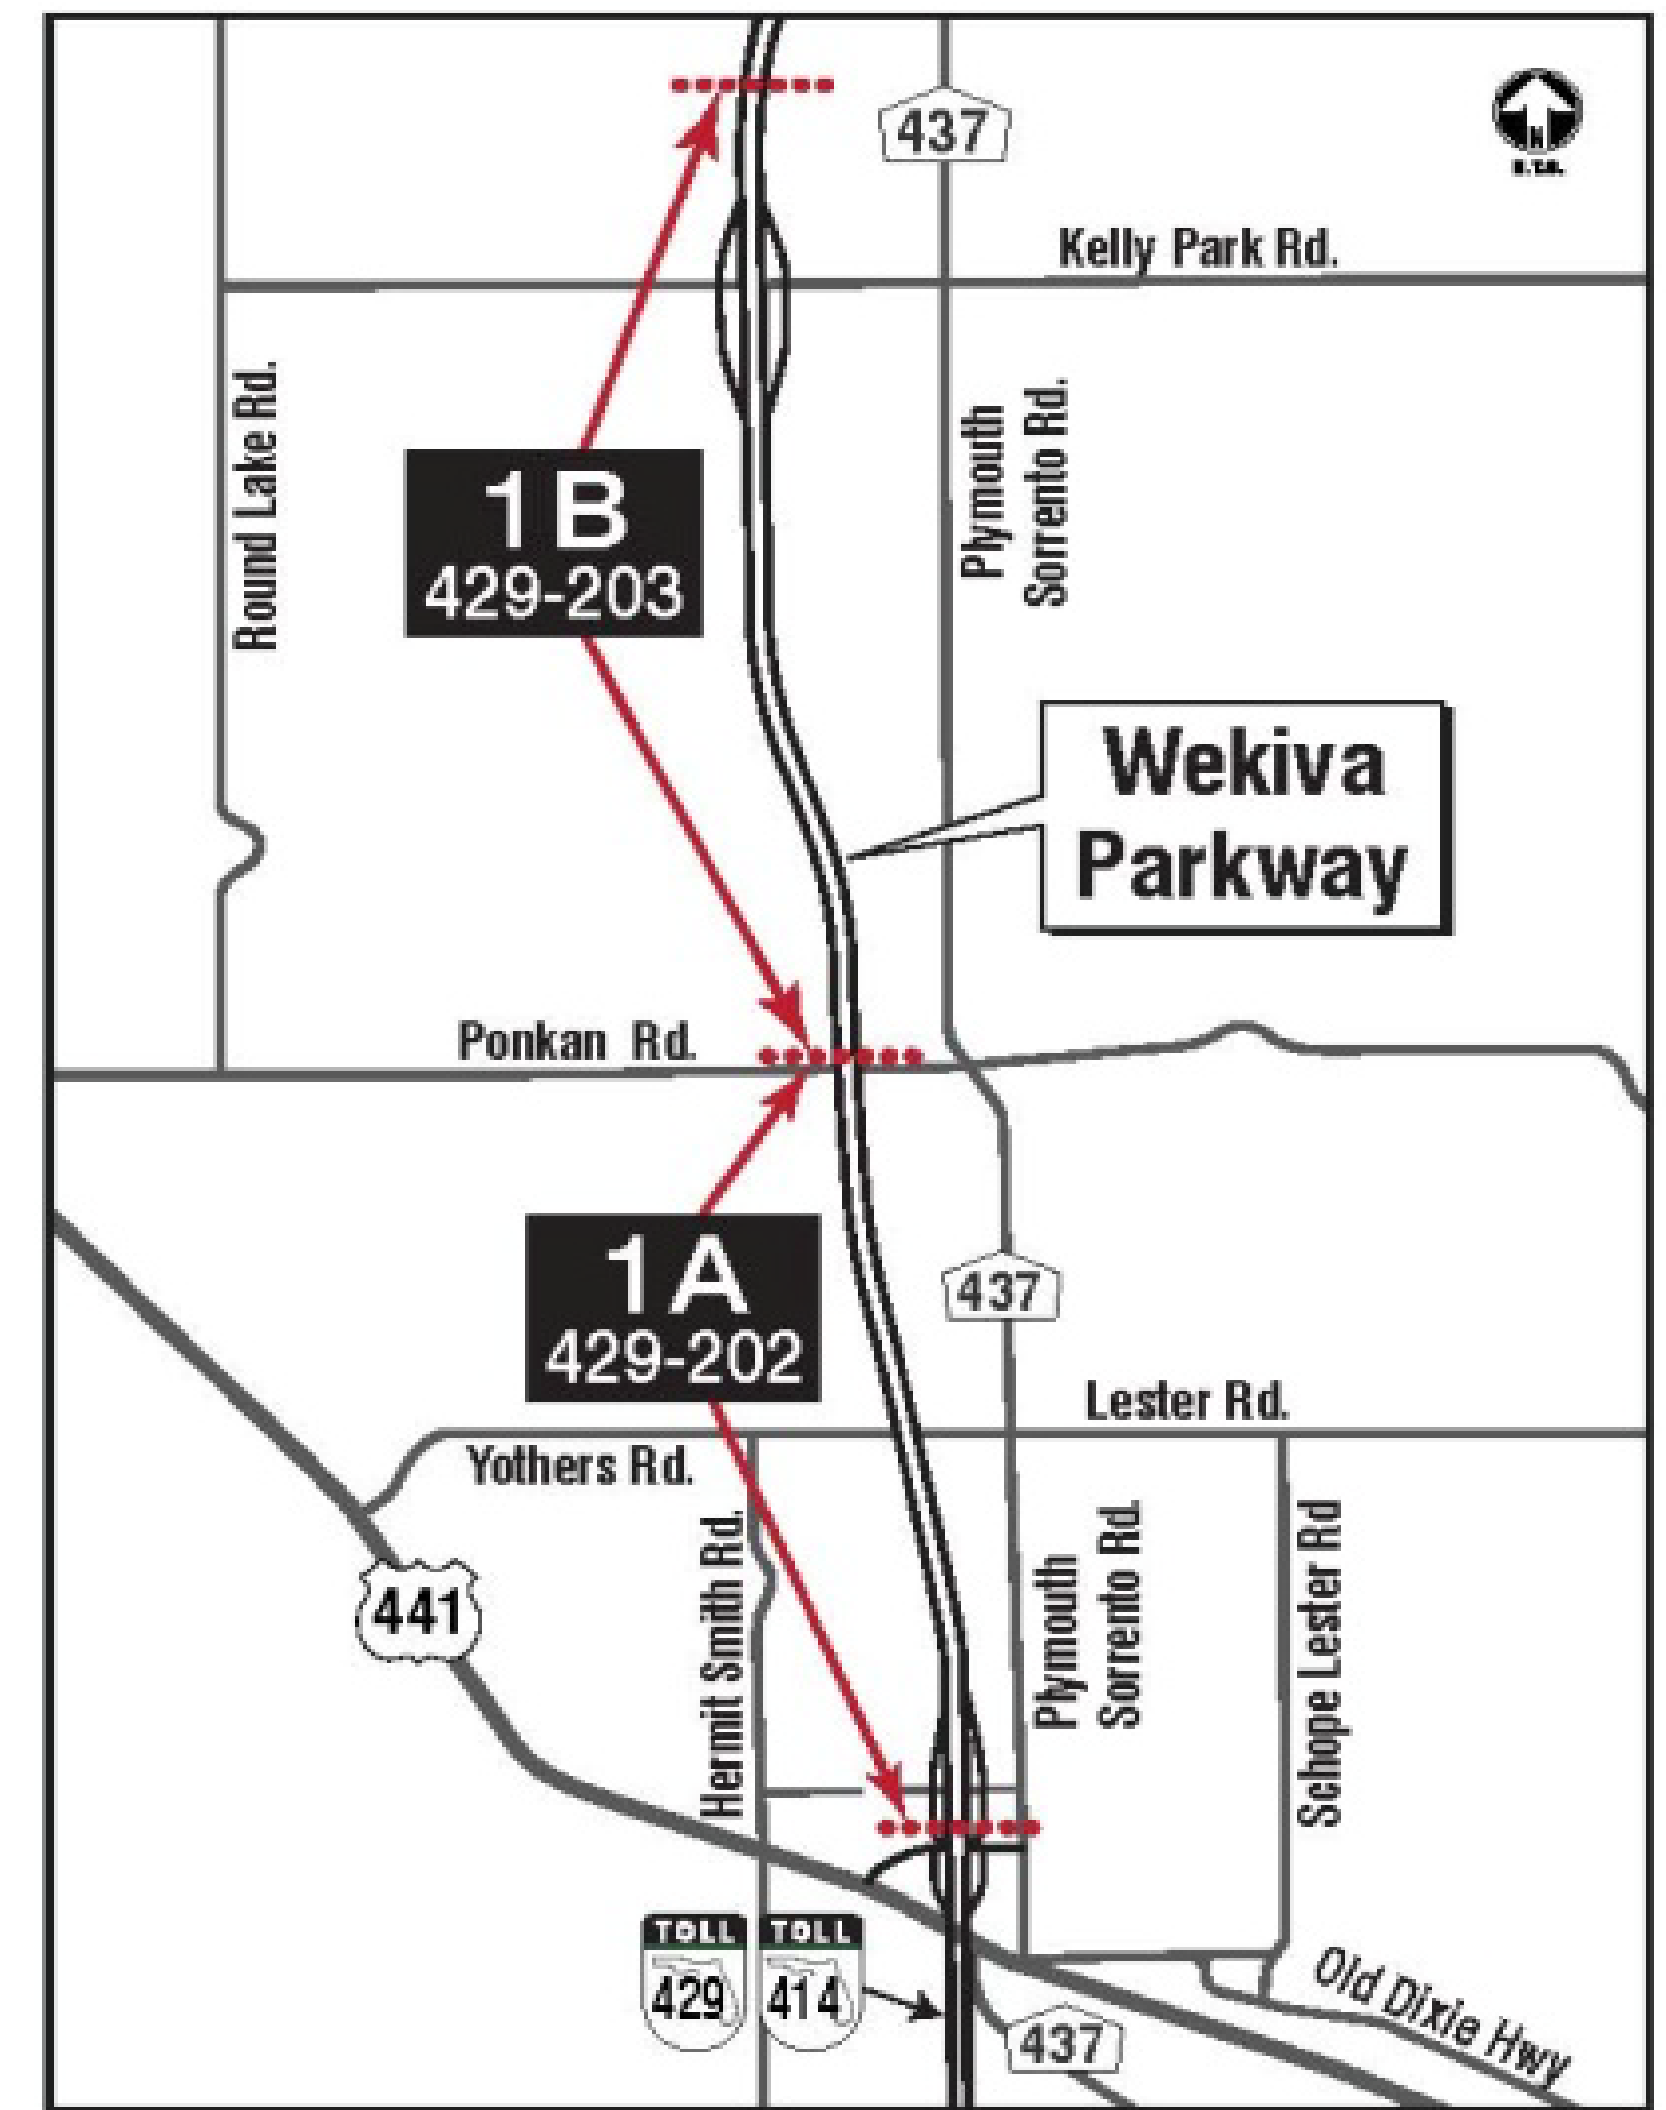 437
N
N.T.S.
Kelly Park Rd.
Round Lake Rd.
Plymouth
Sorrento Rd.
1B
429-203
Wekiva
Parkway
Ponkan Rd.
1A
429-202
437
Lester Rd.
Yothers Rd.
441
Hermit Smith Rd.
Plymouth
Sorrento Rd.
Schope Lester Rd
TOLL
429
TOLL
414
437
Old Dixie Hwy